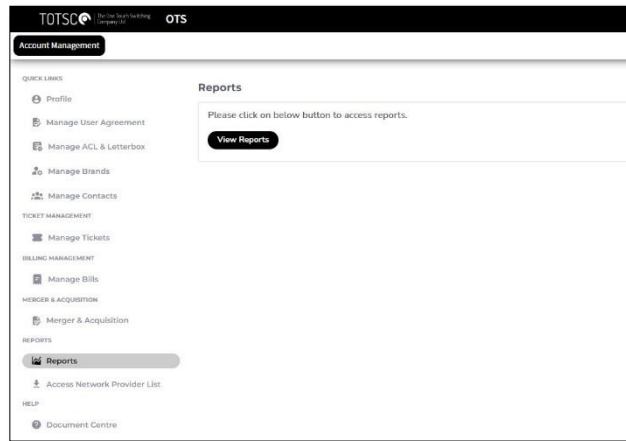 TOTSCO The One Touch Switching
Company Ltd
OTS
Account Management
QUICK LINKS
Profile
Manage User Agreement
Manage ACL & Letterbox
Manage Brands
Manage Contacts
TICKET MANAGEMENT
Manage Tickets
BILLING MANAGEMENT
Manage Bills
MERGER & ACQUISITION
Merger & Acquisition
REPORTS
Reports
Access Network Provider List
HELP
Document Centre
Reports
Please click on below button to access reports.
View Reports